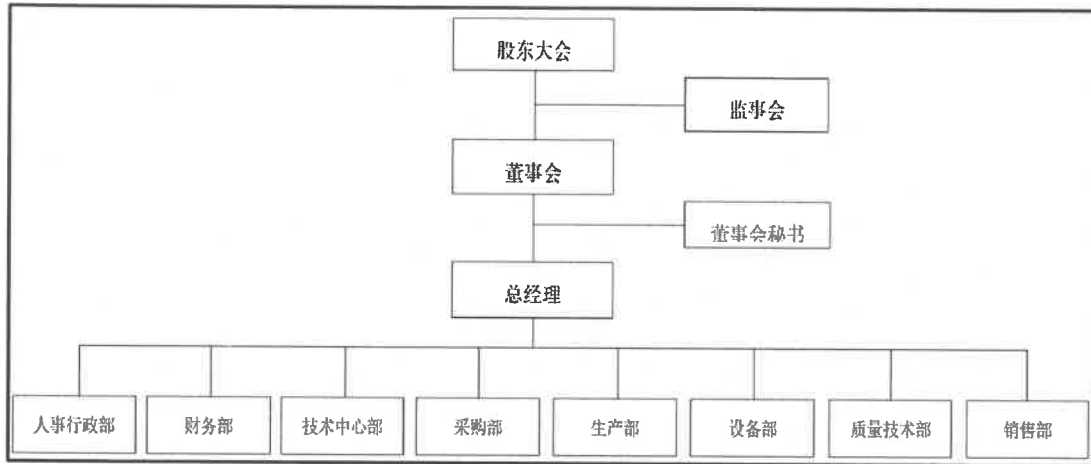 股东大会
监事会
董事会
董事会秘书
总经理
人事行政部
财务部
技术中心部
采购部
生产部
设备部
质量技术部
销售部